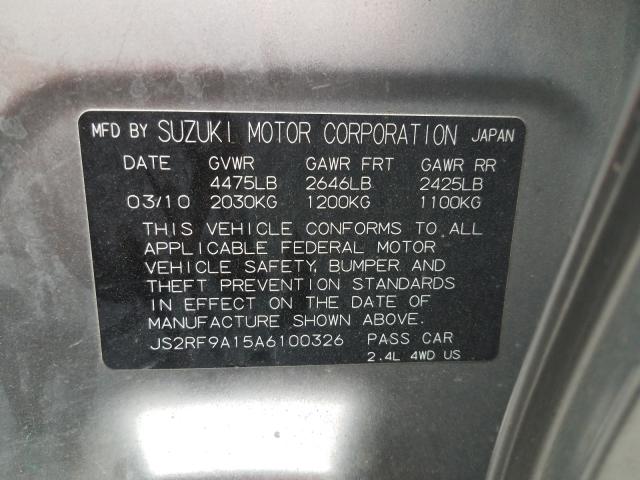 MFD BY SUZUKI MOTOR CORPORATION JAPAN
DATE GVWR GAWR FRT GAWR RR
4475LB 2646LB 2425LB
03/10 2030KG 1200KG 1100KG
THIS VEHICLE CONFORMS TO ALL
APPLICABLE FEDERAL MOTOR
VEHICLE SAFETY, BUMPER AND
THEFT PREVENTION STANDARDS
IN EFFECT ON THE DATE OF
MANUFACTURE SHOWN ABOVE.
JS2RF9A15A6100326 PASS CAR
2.4L 4WD US